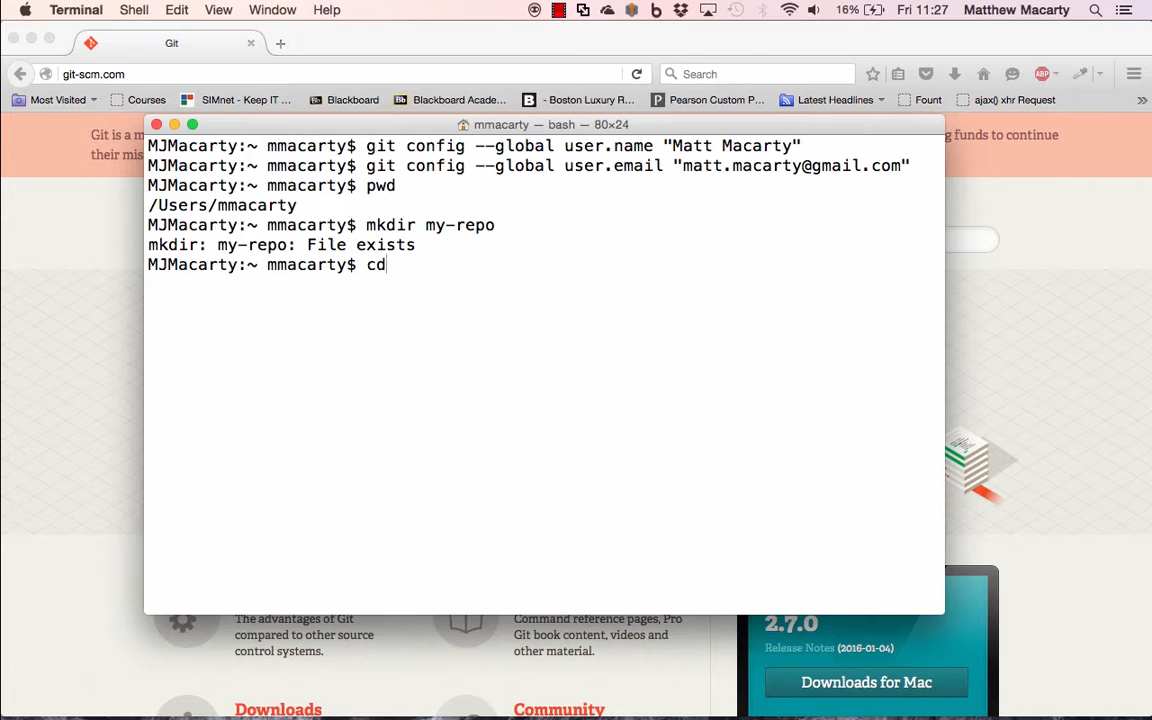 Terminal Shell Edit View Window Help 16% Fri 11:27 Matthew Macarty
Git
git-scm.com Search
Most Visited Courses SIMnet - Keep IT ... Blackboard Blackboard Acade... - Boston Luxury R... Pearson Custom P... Latest Headlines Fount ajax() xhr Request
Git is a m
ng funds to continue
their mis
mmacarty — bash — 80×24
MJMacarty:~ mmacarty$ git config --global user.name "Matt Macarty"
MJMacarty:~ mmacarty$ git config --global user.email "matt.macarty@gmail.com"
MJMacarty:~ mmacarty$ pwd
/Users/mmacarty
MJMacarty:~ mmacarty$ mkdir my-repo
mkdir: my-repo: File exists
MJMacarty:~ mmacarty$ cd
The advantages of Git
compared to other source
control systems.
Command reference pages, Pro
Git book content, videos and
other material.
2.7.0
Release Notes (2016-01-04)
Downloads for Mac
Downloads
Community